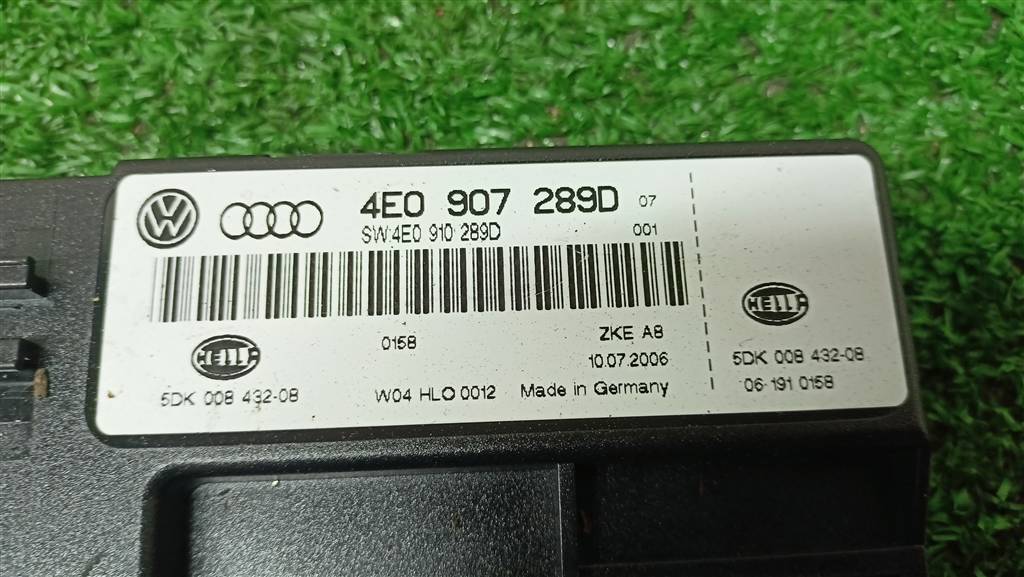 4E0 907 289D 07
SW:4E0 910 289D 001
0158 ZKE A8
10.07.2006
HELLA
5DK 008 432-08
W04 HLO 0012 Made in Germany
HELLA
5DK 008 432-08
06-191 0158